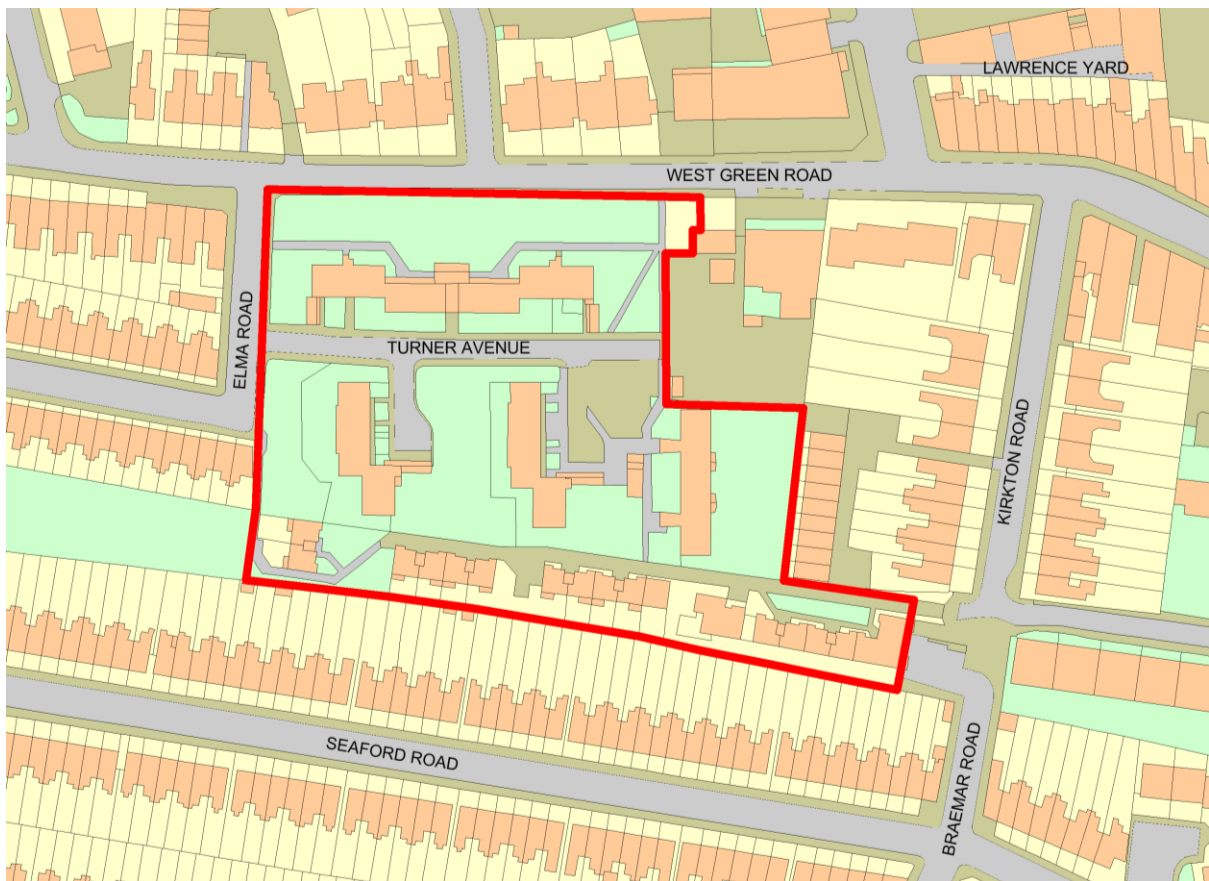 LAWRENCE YARD
WEST GREEN ROAD
ELMA ROAD
TURNER AVENUE
KIRKTON ROAD
SEAFORD ROAD
BRAEMAR ROAD